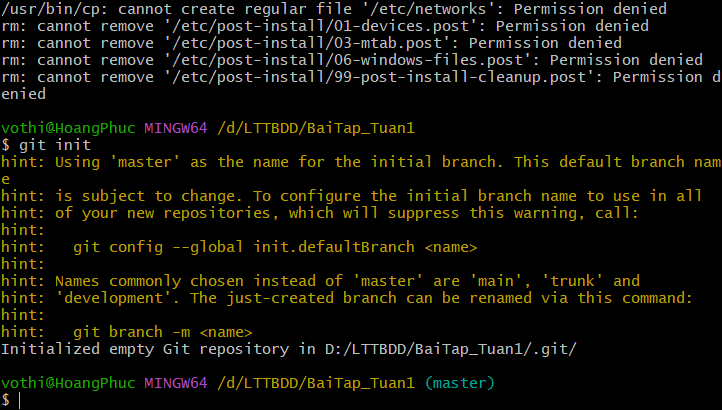 /usr/bin/cp: cannot create regular file '/etc/networks': Permission denied
rm: cannot remove '/etc/post-install/01-devices.post': Permission denied
rm: cannot remove '/etc/post-install/03-mtab.post': Permission denied
rm: cannot remove '/etc/post-install/06-windows-files.post': Permission denied
rm: cannot remove '/etc/post-install/99-post-install-cleanup.post': Permission d
enied
vothi@HoangPhuc MINGW64 /d/LTTBDD/BaiTap_Tuan1
$ git init
hint: Using 'master' as the name for the initial branch. This default branch nam
e
hint: is subject to change. To configure the initial branch name to use in all
hint: of your new repositories, which will suppress this warning, call:
hint:
hint:   git config --global init.defaultBranch <name>
hint:
hint: Names commonly chosen instead of 'master' are 'main', 'trunk' and
hint: 'development'. The just-created branch can be renamed via this command:
hint:
hint:   git branch -m <name>
Initialized empty Git repository in D:/LTTBDD/BaiTap_Tuan1/.git/
vothi@HoangPhuc MINGW64 /d/LTTBDD/BaiTap_Tuan1 (master)
$